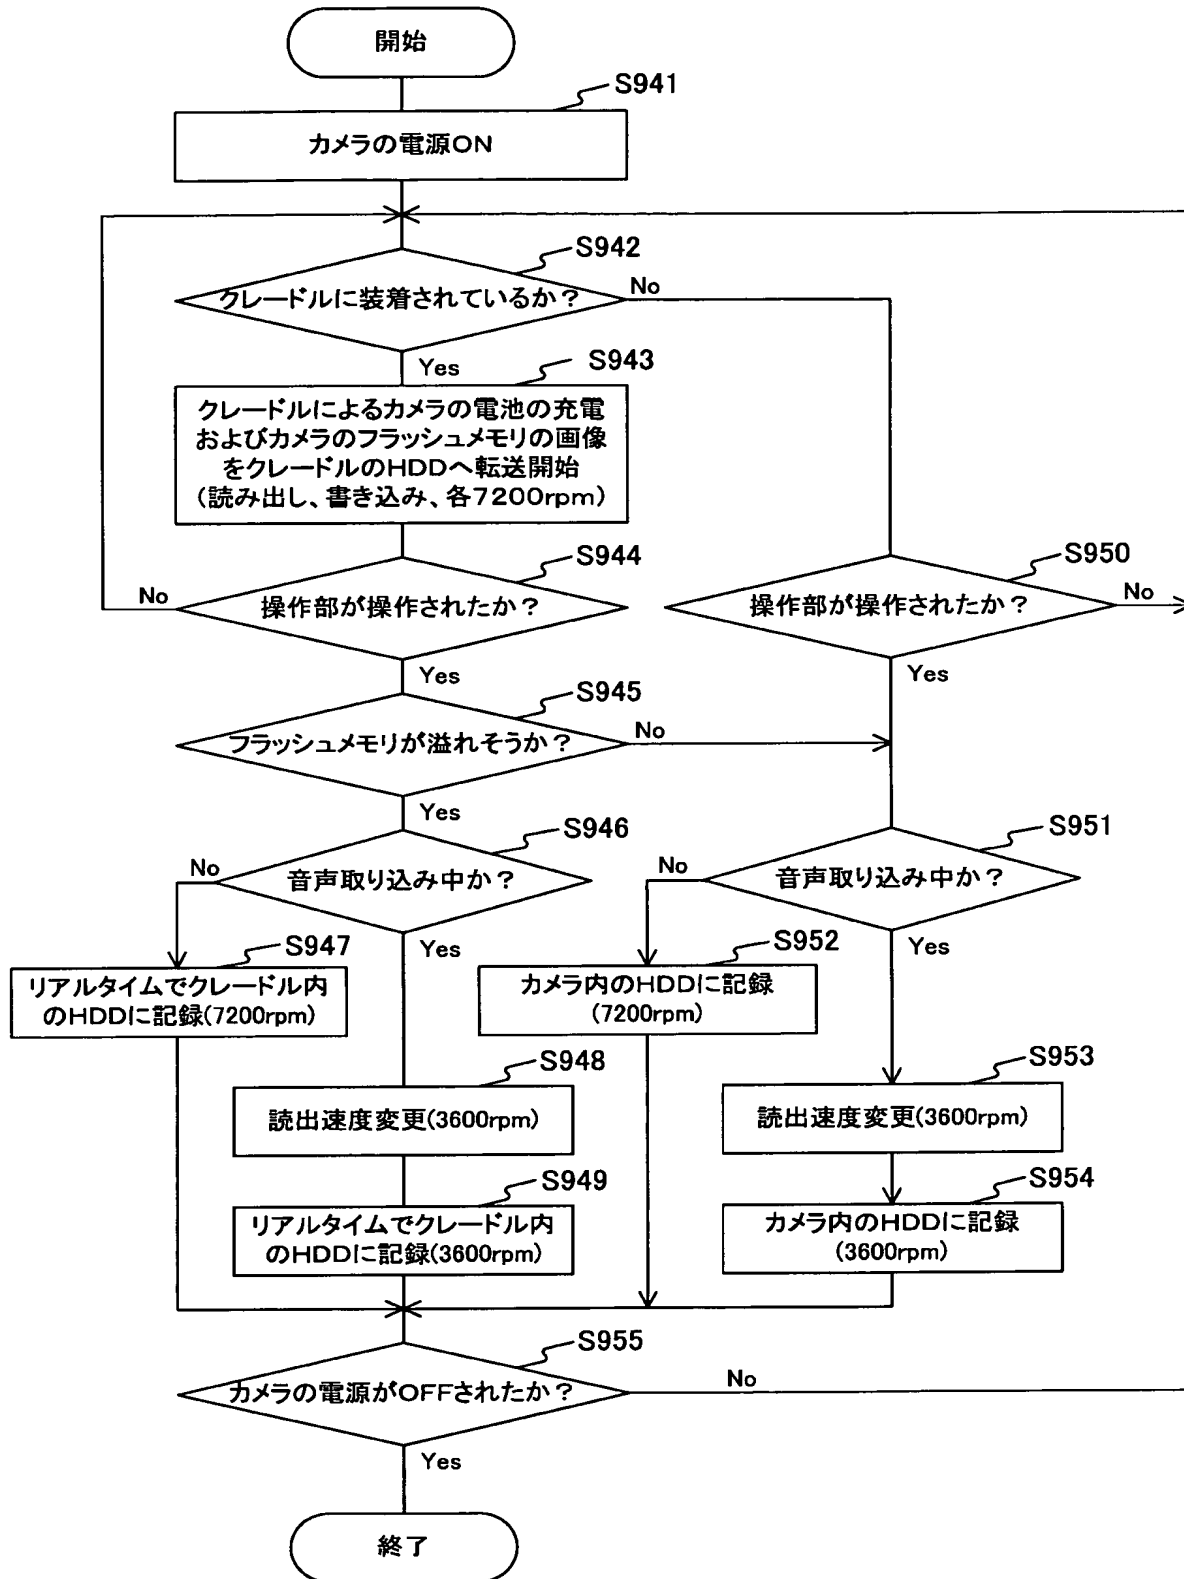 開始
S941
カメラの電源ON
S942
クレードルに装着されているか？
No
Yes
S943
クレードルによるカメラの電池の充電
およびカメラのフラッシュメモリの画像
をクレードルのHDDへ転送開始
(読み出し、書き込み、各7200rpm)
S944
No
操作部が操作されたか？
Yes
S950
操作部が操作されたか？
No
Yes
S945
フラッシュメモリが溢れそうか？
No
Yes
S946
No
音声取り込み中か？
Yes
S951
No
音声取り込み中か？
Yes
S947
リアルタイムでクレードル内
のHDDに記録(7200rpm)
S952
カメラ内のHDDに記録
(7200rpm)
S948
読出速度変更(3600rpm)
S953
読出速度変更(3600rpm)
S949
リアルタイムでクレードル内
のHDDに記録(3600rpm)
S954
カメラ内のHDDに記録
(3600rpm)
S955
カメラの電源がOFFされたか？
No
Yes
終了